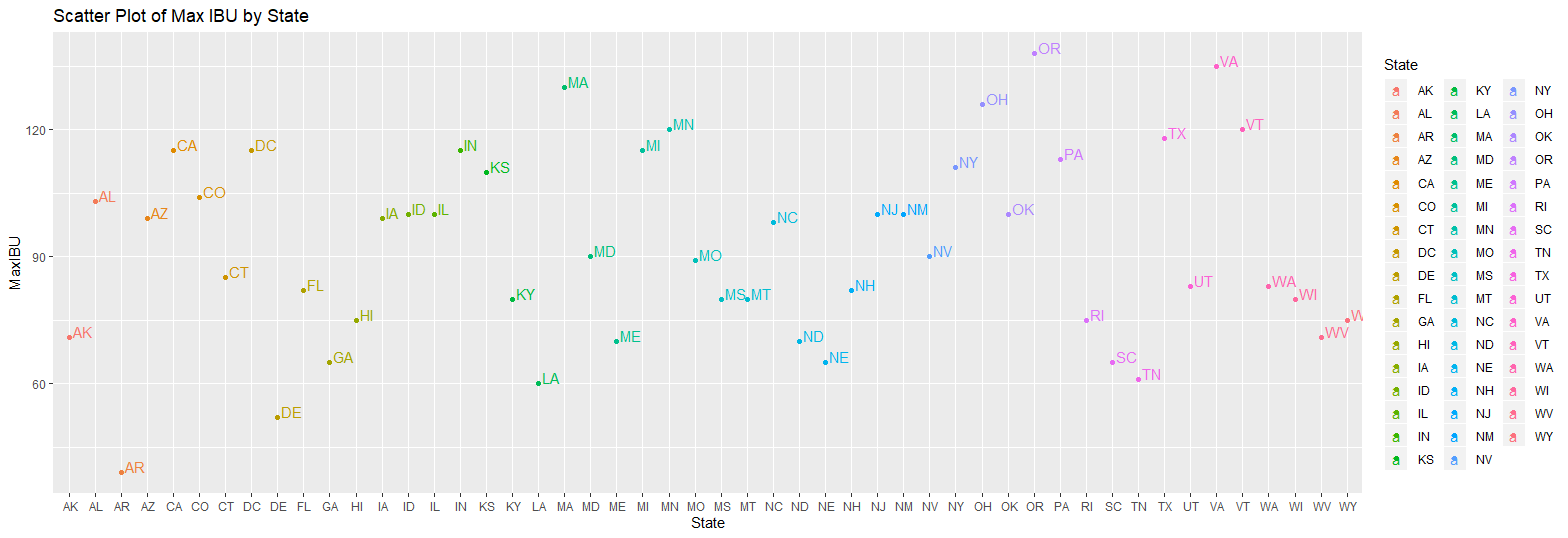 Scatter Plot of Max IBU by State
MaxIBU
120
90
60
AK
AL
AR
AZ
CA
CO
CT
DC
DE
FL
GA
HI
IA
ID
IL
IN
KS
KY
LA
MA
MD
ME
MI
MN
MO
MS
MT
NC
ND
NE
NH
NJ
NM
NV
NY
OH
OK
OR
PA
RI
SC
TN
TX
UT
VA
VT
WA
WI
WV
W
AK AL AR AZ CA CO CT DC DE FL GA HI IA ID IL IN KS KY LA MA MD ME MI MN MO MS MT NC ND NE NH NJ NM NV NY OH OK OR PA RI SC TN TX UT VA VT WA WI WV WY
State
State
a AK a KY a NY
a AL a LA a OH
a AR a MA a OK
a AZ a MD a OR
a CA a ME a PA
a CO a MI a RI
a CT a MN a SC
a DC a MO a TN
a DE a MS a TX
a FL a MT a UT
a GA a NC a VA
a HI a ND a VT
a IA a NE a WA
a ID a NH a WI
a IL a NJ a WV
a IN a NM a WY
a KS a NV